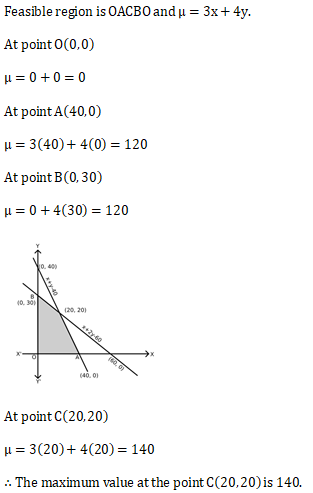 Feasible region is OACBO and μ = 3x + 4y.
At point O(0,0)
μ = 0 + 0 = 0
At point A(40,0)
μ = 3(40) + 4(0) = 120
At point B(0, 30)
μ = 0 + 4(30) = 120
Y
(0, 40)
x+y=40
B
(0, 30)
(20, 20)
x+2y=60
X' O A X
(40, 0)
(60, 0)
Y'
At point C(20,20)
μ = 3(20) + 4(20) = 140
∴ The maximum value at the point C(20,20) is 140.